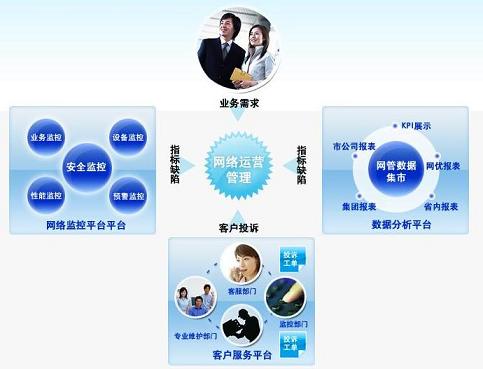 业务需求
业务监控
设备监控
安全监控
性能监控
预警监控
网络监控平台平台
指标缺陷
网络运营
管理
指标缺陷
KPI展示
市公司报表
网管数据
集市
网优报表
集团报表
省内报表
数据分析平台
客户投诉
投诉
工单
客服部门
专业维护部门
监控部门
投诉
工单
客户服务平台